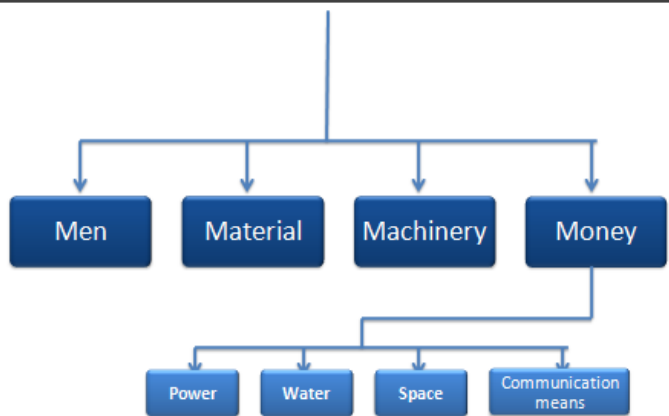 Men
Material
Machinery
Money
Power
Water
Space
Communication
means